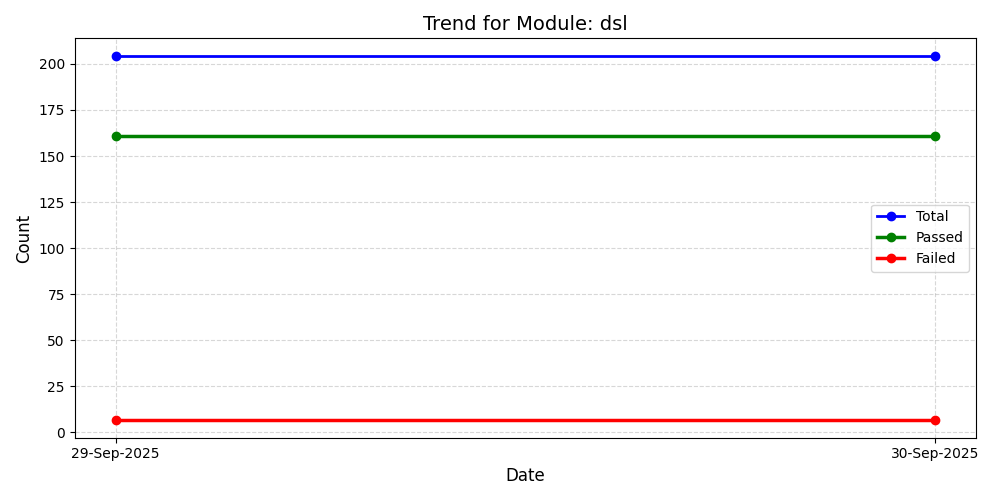 Trend for Module: dsl
Count
200
175
150
125
100
75
50
25
0
Total
Passed
Failed
29-Sep-2025
30-Sep-2025
Date